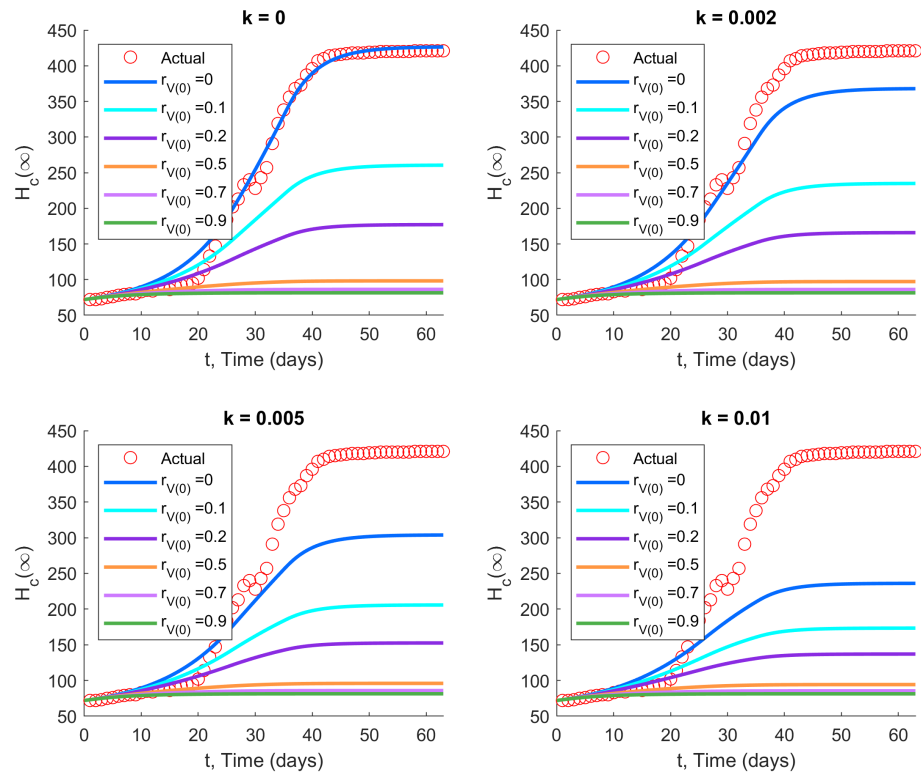 k = 0
H_c(∞)
450
400
350
300
250
200
150
100
50
Actual
r_V(0) =0
r_V(0) =0.1
r_V(0) =0.2
r_V(0) =0.5
r_V(0) =0.7
r_V(0) =0.9
0 10 20 30 40 50 60
t, Time (days)
k = 0.002
H_c(∞)
450
400
350
300
250
200
150
100
50
Actual
r_V(0) =0
r_V(0) =0.1
r_V(0) =0.2
r_V(0) =0.5
r_V(0) =0.7
r_V(0) =0.9
0 10 20 30 40 50 60
t, Time (days)
k = 0.005
H_c(∞)
450
400
350
300
250
200
150
100
50
Actual
r_V(0) =0
r_V(0) =0.1
r_V(0) =0.2
r_V(0) =0.5
r_V(0) =0.7
r_V(0) =0.9
0 10 20 30 40 50 60
t, Time (days)
k = 0.01
H_c(∞)
450
400
350
300
250
200
150
100
50
Actual
r_V(0) =0
r_V(0) =0.1
r_V(0) =0.2
r_V(0) =0.5
r_V(0) =0.7
r_V(0) =0.9
0 10 20 30 40 50 60
t, Time (days)